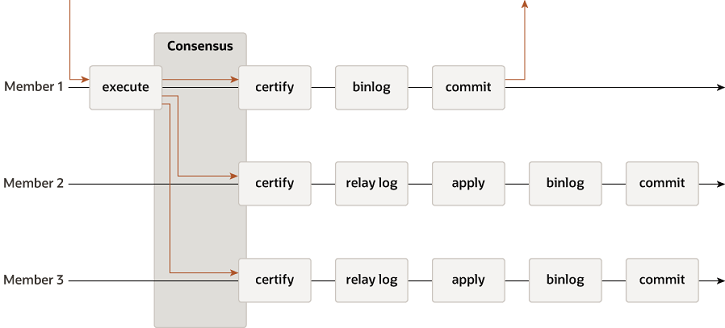 Consensus
Member 1 execute certify binlog commit
Member 2 certify relay log apply binlog commit
Member 3 certify relay log apply binlog commit